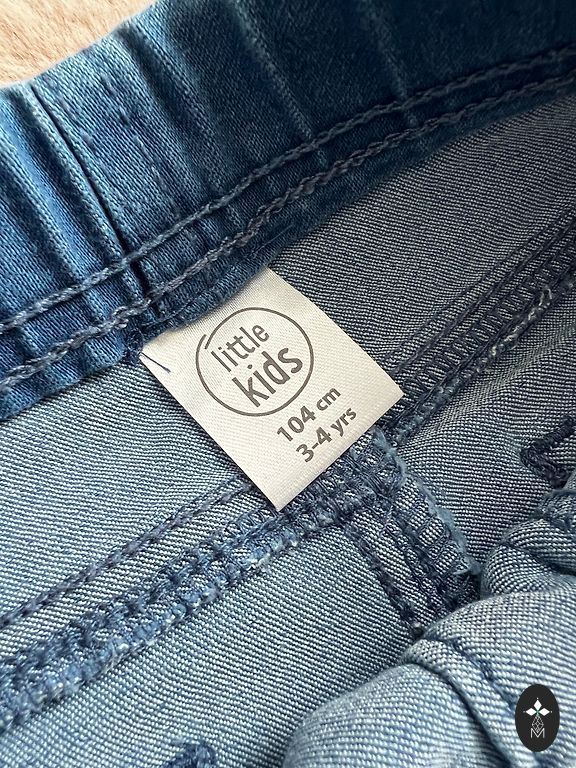 little
kids
104 cm
3-4 yrs
M